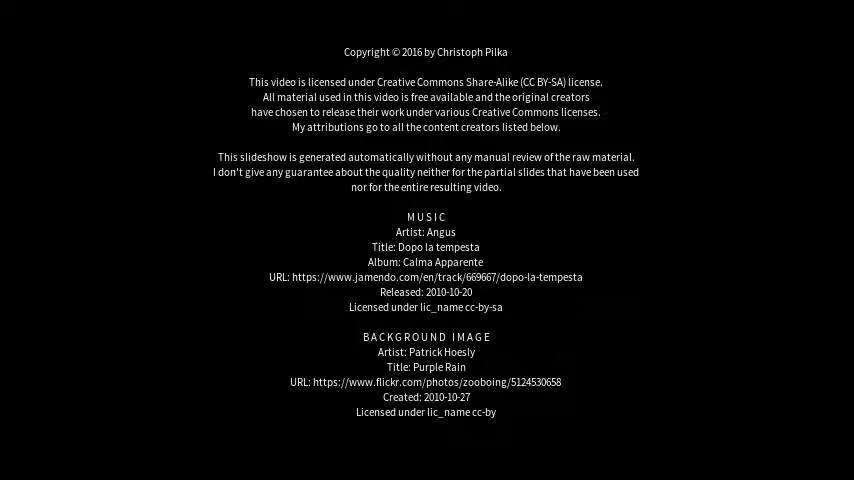 Copyright © 2016 by Christoph Pilka
This video is licensed under Creative Commons Share-Alike (CC BY-SA) license.
All material used in this video is free available and the original creators
have chosen to release their work under various Creative Commons licenses.
My attributions go to all the content creators listed below.
This slideshow is generated automatically without any manual review of the raw material.
I don't give any guarantee about the quality neither for the partial slides that have been used
nor for the entire resulting video.
MUSIC
Artist: Angus
Title: Dopo la tempesta
Album: Calma Apparente
URL: https://www.jamendo.com/en/track/669667/dopo-la-tempesta
Released: 2010-10-20
Licensed under lic_name cc-by-sa
BACKGROUND IMAGE
Artist: Patrick Hoesly
Title: Purple Rain
URL: https://www.flickr.com/photos/zooboing/5124530658
Created: 2010-10-27
Licensed under lic_name cc-by